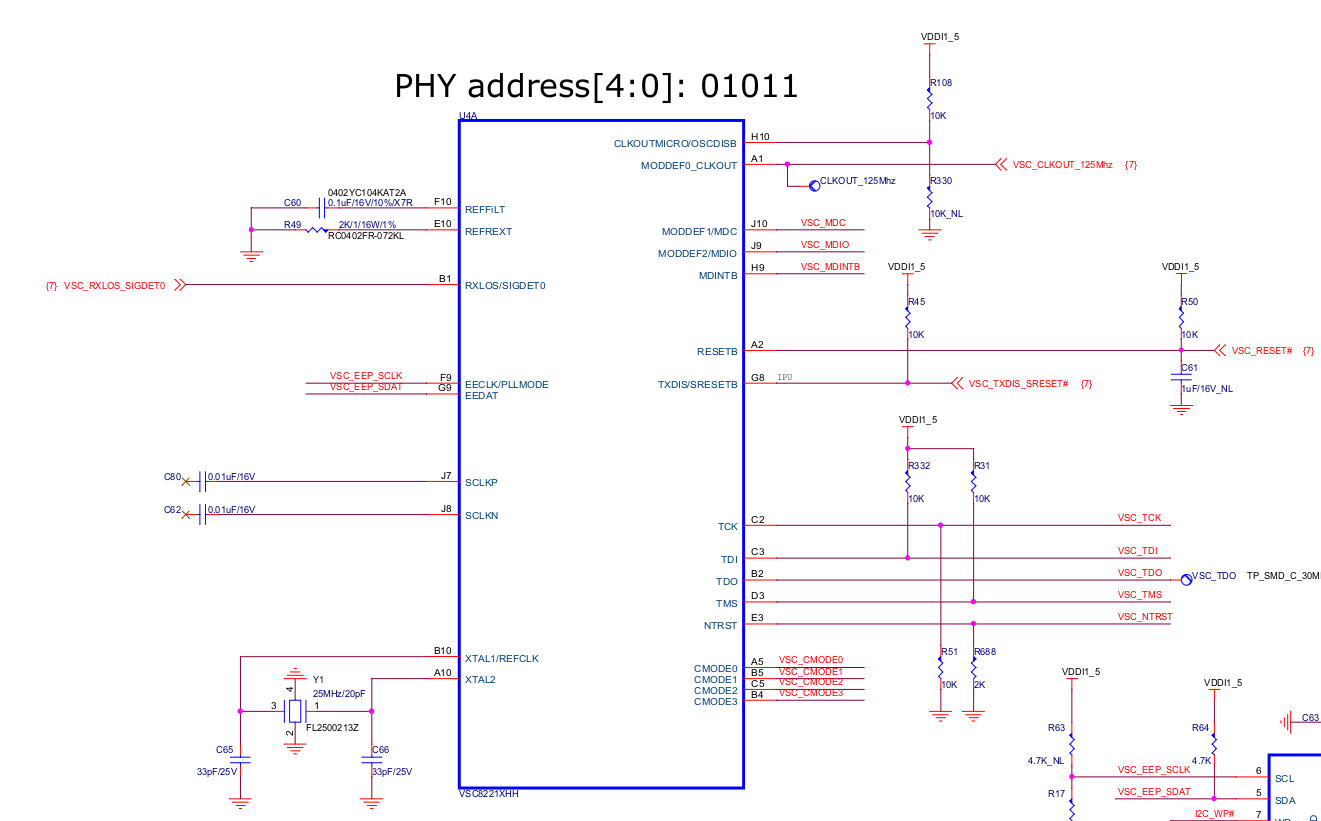 VDDI1_5
PHY address[4:0]: 01011
R108
10K
U4A
CLKOUTMICRO/OSCDISB H10
MODDEF0_CLKOUT A1
VSC_CLKOUT_125Mhz {7}
CLKOUT_125Mhz
R330
10K_NL
0402YC104KAT2A
C60 0.1uF/16V/10%/X7R F10 REFFiLT
R49 2K/1/16W/1% E10 REFREXT
RC0402FR-072KL
MODDEF1/MDC J10 VSC_MDC
MODDEF2/MDIO J9 VSC_MDIO
MDINTB H9 VSC_MDINTB
VDDI1_5
VDDI1_5
{7} VSC_RXLOS_SIGDET0 B1 RXLOS/SIGDET0
R45
10K
R50
10K
RESETB A2 VSC_RESET# {7}
C61
1uF/16V_NL
VSC_EEP_SCLK F9 EECLK/PLLMODE
VSC_EEP_SDAT G9 EEDAT
TXDIS/SRESETB G8 IPU VSC_TXDIS_SRESET# {7}
VDDI1_5
R332
10K
R31
10K
C80 0.01uF/16V J7 SCLKP
C62 0.01uF/16V J8 SCLKN
TCK C2 VSC_TCK
TDI C3 VSC_TDI
TDO B2 VSC_TDO VSC_TDO
TMS D3 VSC_TMS
NTRST E3 VSC_NTRST
B10 XTAL1/REFCLK
A10 XTAL2
R51
10K
R688
2K
CMODE0 A5 VSC_CMODE0
CMODE1 B5 VSC_CMODE1
CMODE2 C5 VSC_CMODE2
CMODE3 B4 VSC_CMODE3
Y1
25MHz/20pF
4
3 1
2
FL2500213Z
C65
33pF/25V
C66
33pF/25V
VSC8221XHH
VDDI1_5
VDDI1_5
C63
R63
4.7K_NL
R64
4.7K
VSC_EEP_SCLK 6 SCL
VSC_EEP_SDAT 5 SDA
R17
I2C_WP# 7